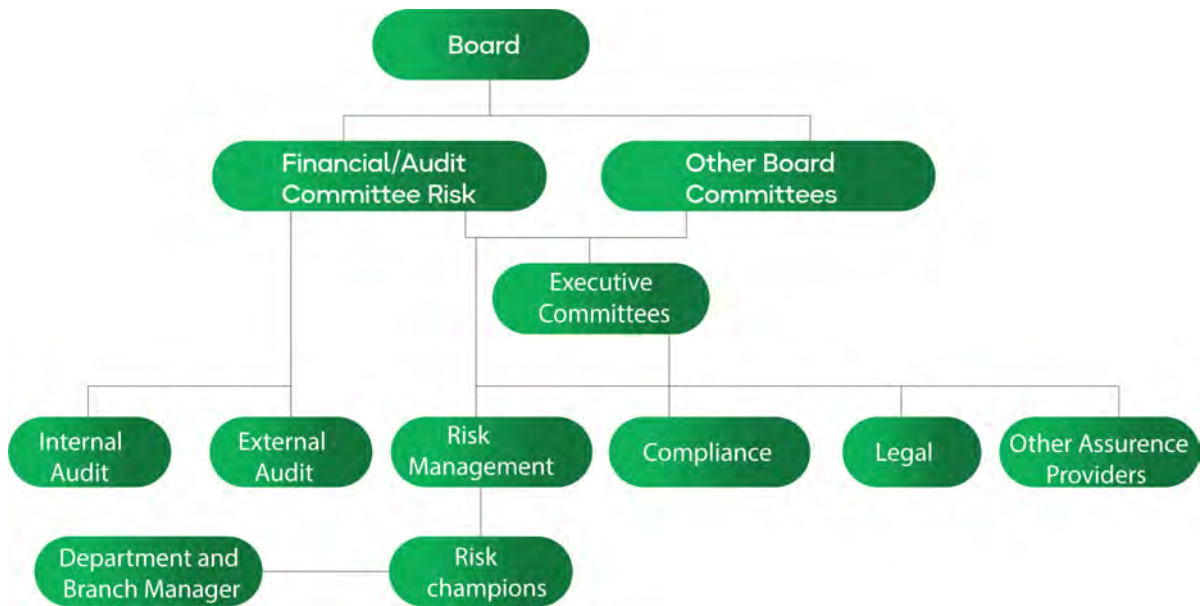 Board
Financial/Audit
Committee Risk
Other Board
Committees
Executive
Committees
Internal
Audit
External
Audit
Risk
Management
Compliance
Legal
Other Assurence
Providers
Department and
Branch Manager
Risk
champions